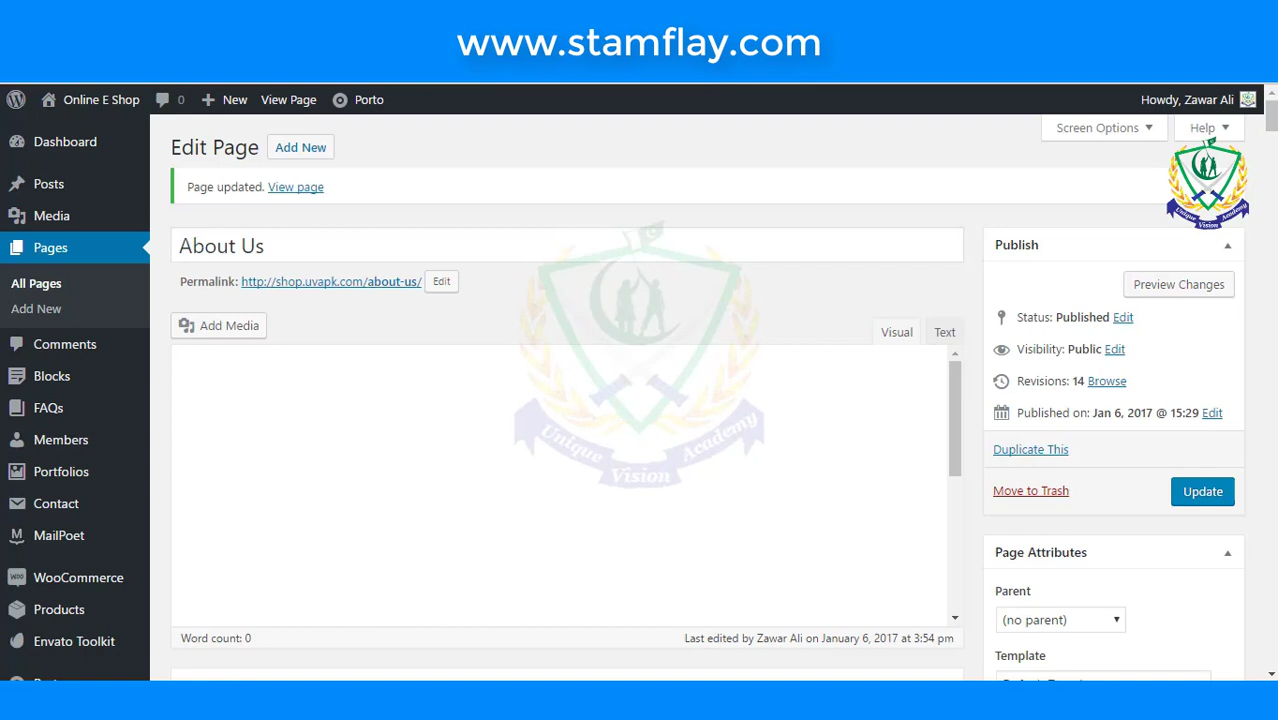 www.stamflay.com
Online E Shop
0
New
View Page
Porto
Howdy, Zawar Ali
Dashboard
Posts
Media
Pages
All Pages
Add New
Comments
Blocks
FAQs
Members
Portfolios
Contact
MailPoet
WooCommerce
Products
Envato Toolkit
Screen Options
Help
Edit Page
Add New
Page updated. View page
About Us
Permalink: http://shop.uvapk.com/about-us/
Edit
Add Media
Visual
Text
Unique Vision Academy
Word count: 0
Last edited by Zawar Ali on January 6, 2017 at 3:54 pm
Unique Vision Academy
Publish
Preview Changes
Status: Published Edit
Visibility: Public Edit
Revisions: 14 Browse
Published on: Jan 6, 2017 @ 15:29 Edit
Duplicate This
Move to Trash
Update
Page Attributes
Parent
(no parent)
Template